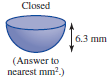 Closed
6.3 mm
(Answer to
nearest mm².)